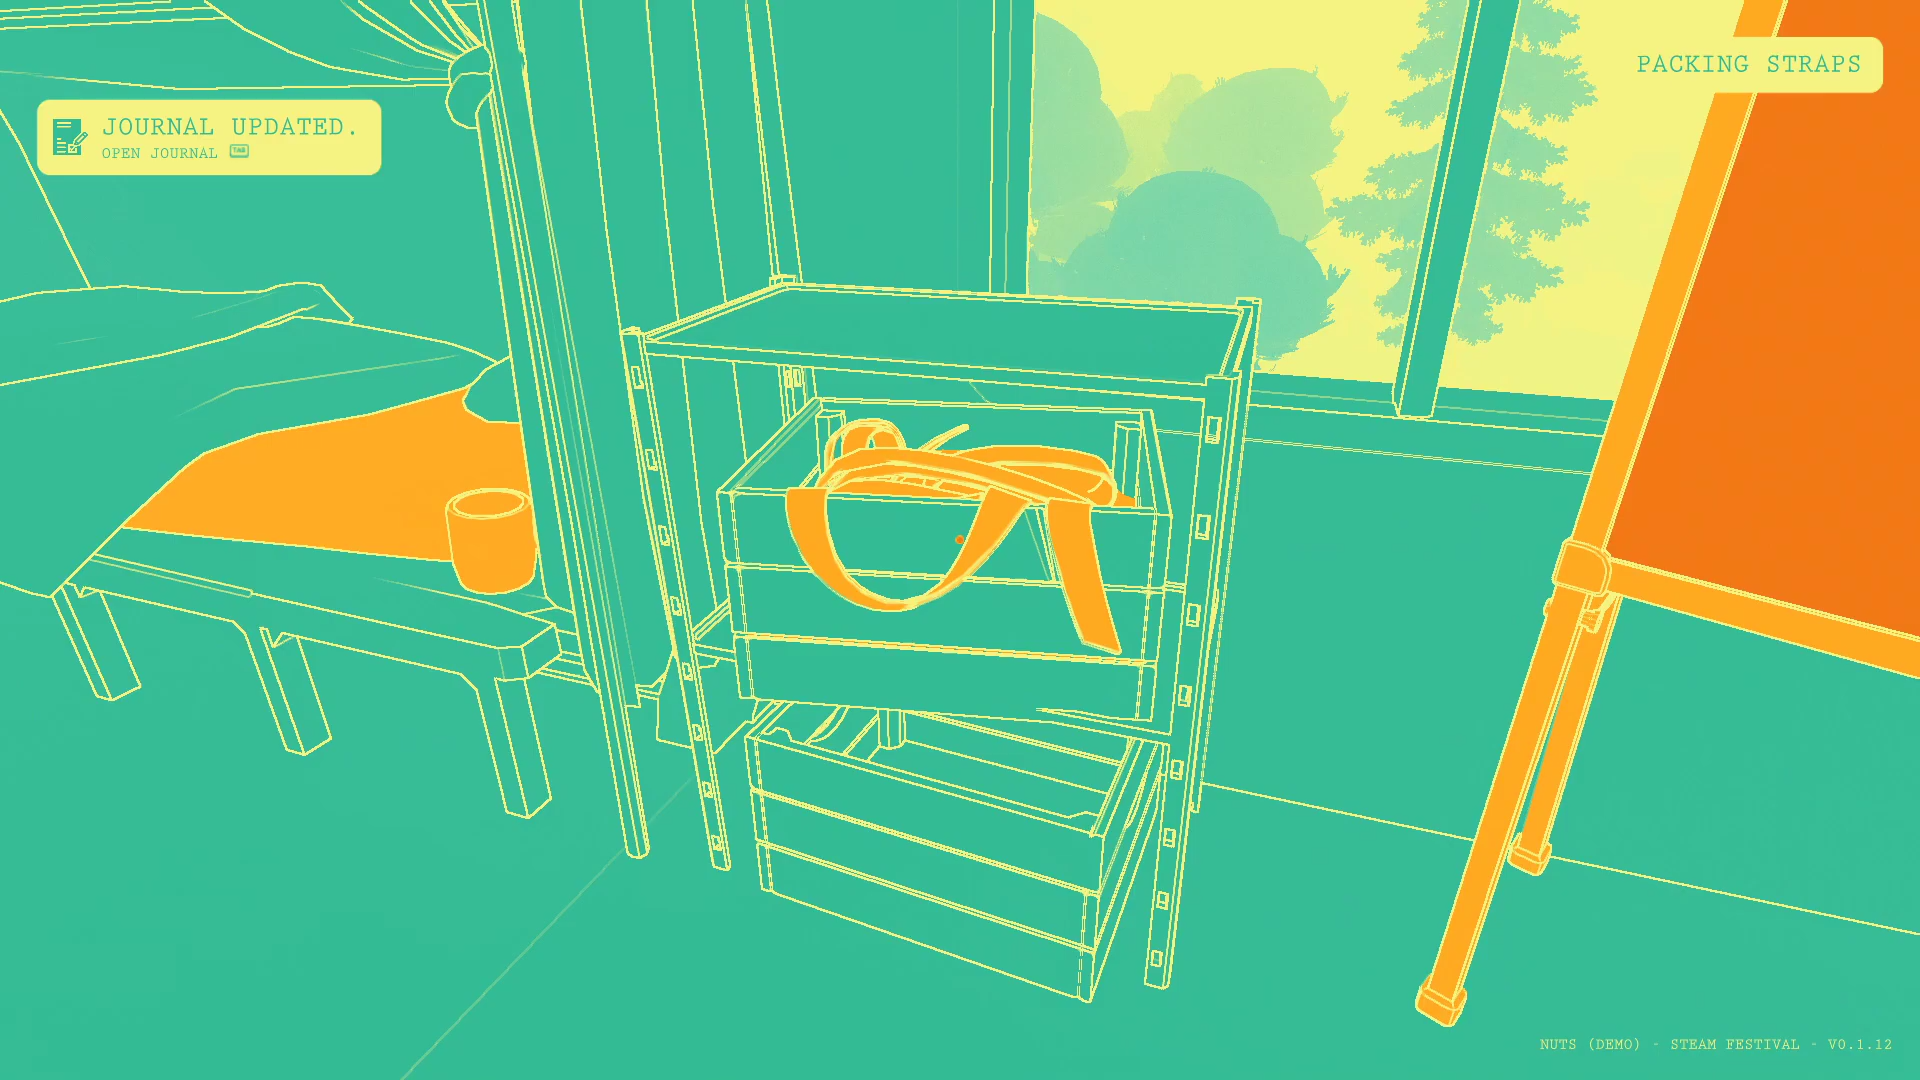 PACKING STRAPS
JOURNAL UPDATED.
OPEN JOURNAL TAB
NUTS (DEMO) - STEAM FESTIVAL - V0.1.12